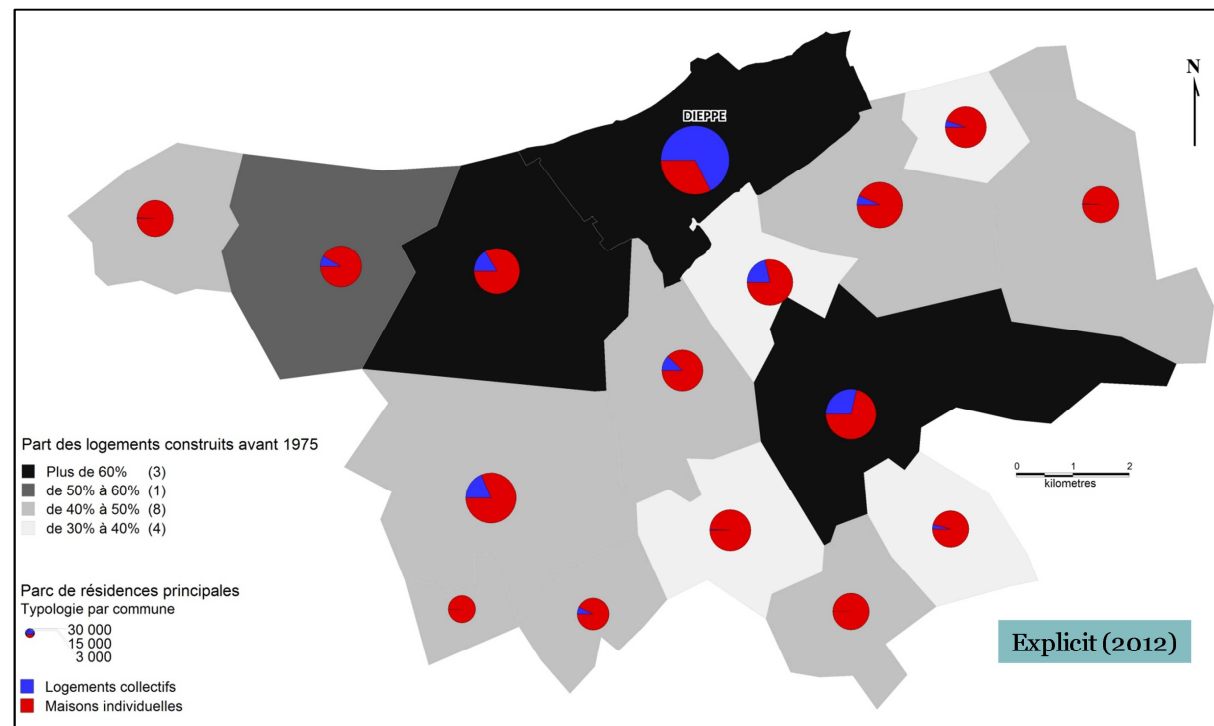 DIEPPE
N
Part des logements construits avant 1975
Plus de 60% (3)
de 50% à 60% (1)
de 40% à 50% (8)
de 30% à 40% (4)
0 1 2
kilometres
Parc de résidences principales
Typologie par commune
30 000
15 000
3 000
Logements collectifs
Maisons individuelles
Explicit (2012)